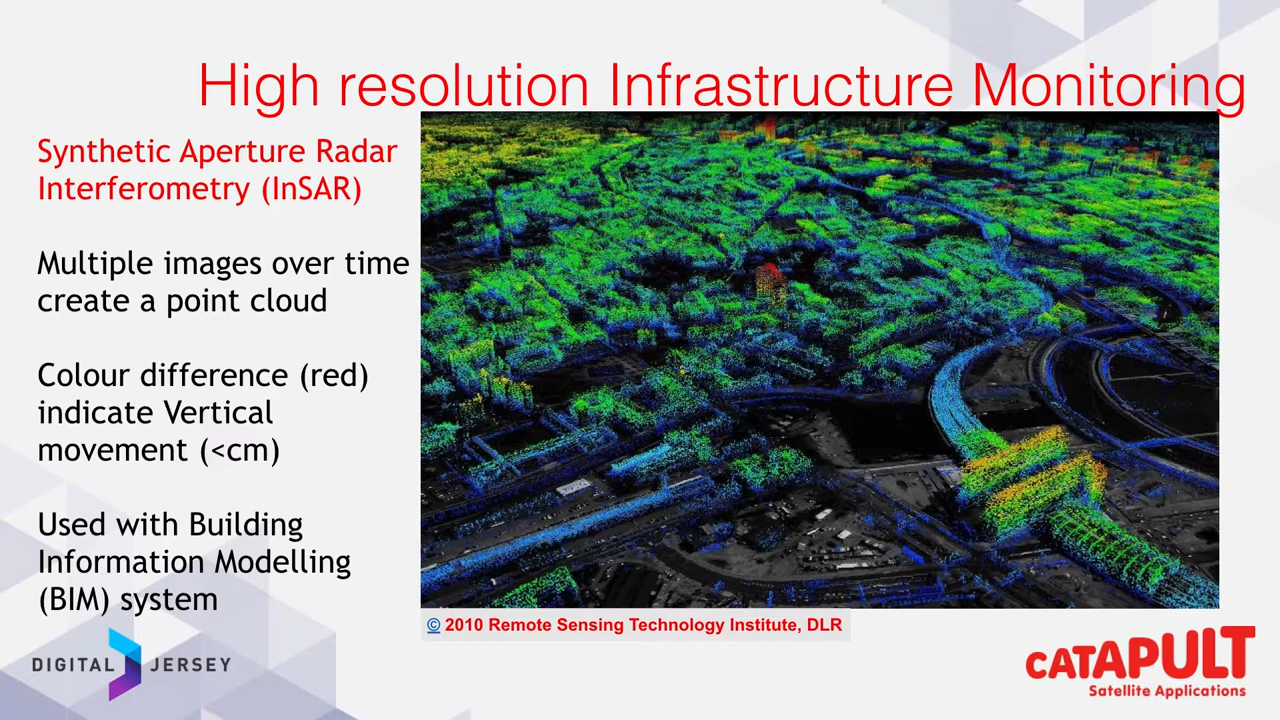 High resolution Infrastructure Monitoring
Synthetic Aperture Radar
Interferometry (InSAR)
Multiple images over time
create a point cloud
Colour difference (red)
indicate Vertical
movement (<cm)
Used with Building
Information Modelling
(BIM) system
© 2010 Remote Sensing Technology Institute, DLR
DIGITAL JERSEY
CATAPULT
Satellite Applications